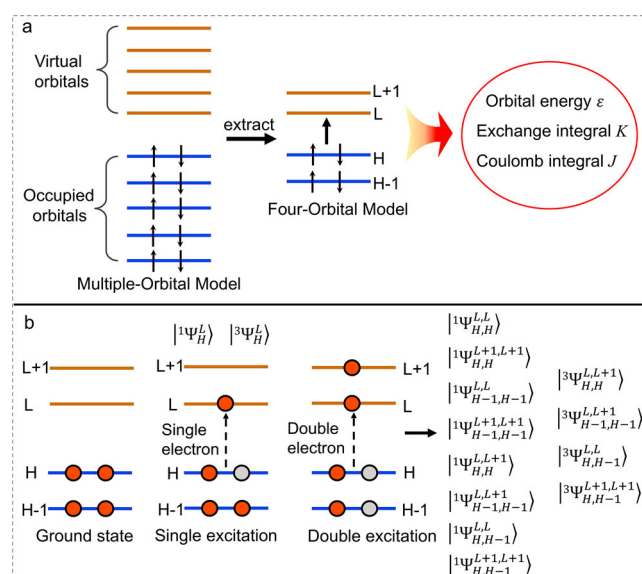 a
Virtual
orbitals
Occupied
orbitals
Multiple-Orbital Model
extract
L+1
L
H
H-1
Four-Orbital Model
Orbital energy ε
Exchange integral K
Coulomb integral J
b
|¹Ψ_H^L⟩ |³Ψ_H^L⟩
L+1
L
H
H-1
Ground state
L+1
L
Single
electron
H
H-1
Single excitation
L+1
L
Double
electron
H
H-1
Double excitation
|¹Ψ_{H,H}^{L,L}⟩
|¹Ψ_{H,H}^{L+1,L+1}⟩
|¹Ψ_{H-1,H-1}^{L,L}⟩
|¹Ψ_{H-1,H-1}^{L+1,L+1}⟩
|¹Ψ_{H,H}^{L,L+1}⟩
|¹Ψ_{H-1,H-1}^{L,L+1}⟩
|¹Ψ_{H,H-1}^{L,L}⟩
|¹Ψ_{H,H-1}^{L+1,L+1}⟩
|³Ψ_{H,H}^{L,L+1}⟩
|³Ψ_{H-1,H-1}^{L,L+1}⟩
|³Ψ_{H,H-1}^{L,L}⟩
|³Ψ_{H,H-1}^{L+1,L+1}⟩